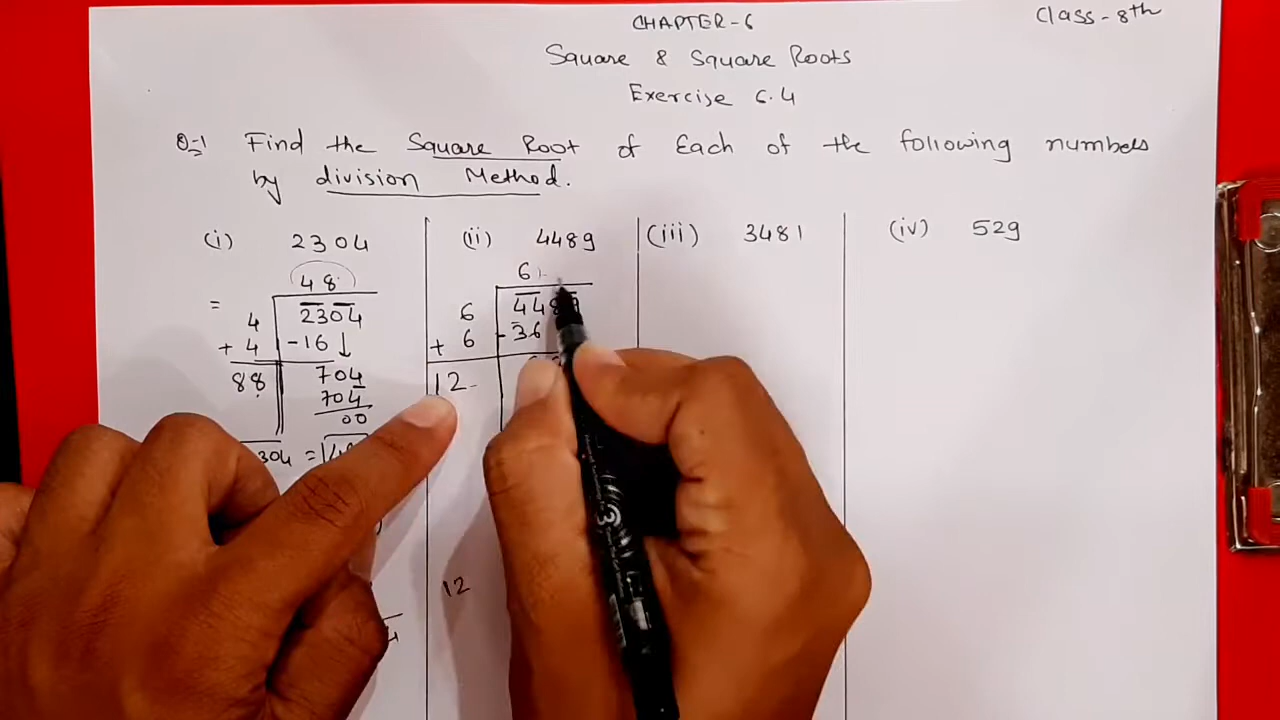 CHAPTER-6
Class-8th
Square & Square Roots
Exercise 6.4
Q-1 Find the Square Root of Each of the following numbers
by division Method.
(i) 2304
48
= 4 2304
+ 4 -16 ↓
88 704
704
00
304 =
(ii) 4489
6
6 44
+ 6 -36
12
12
(iii) 3481
(iv) 529